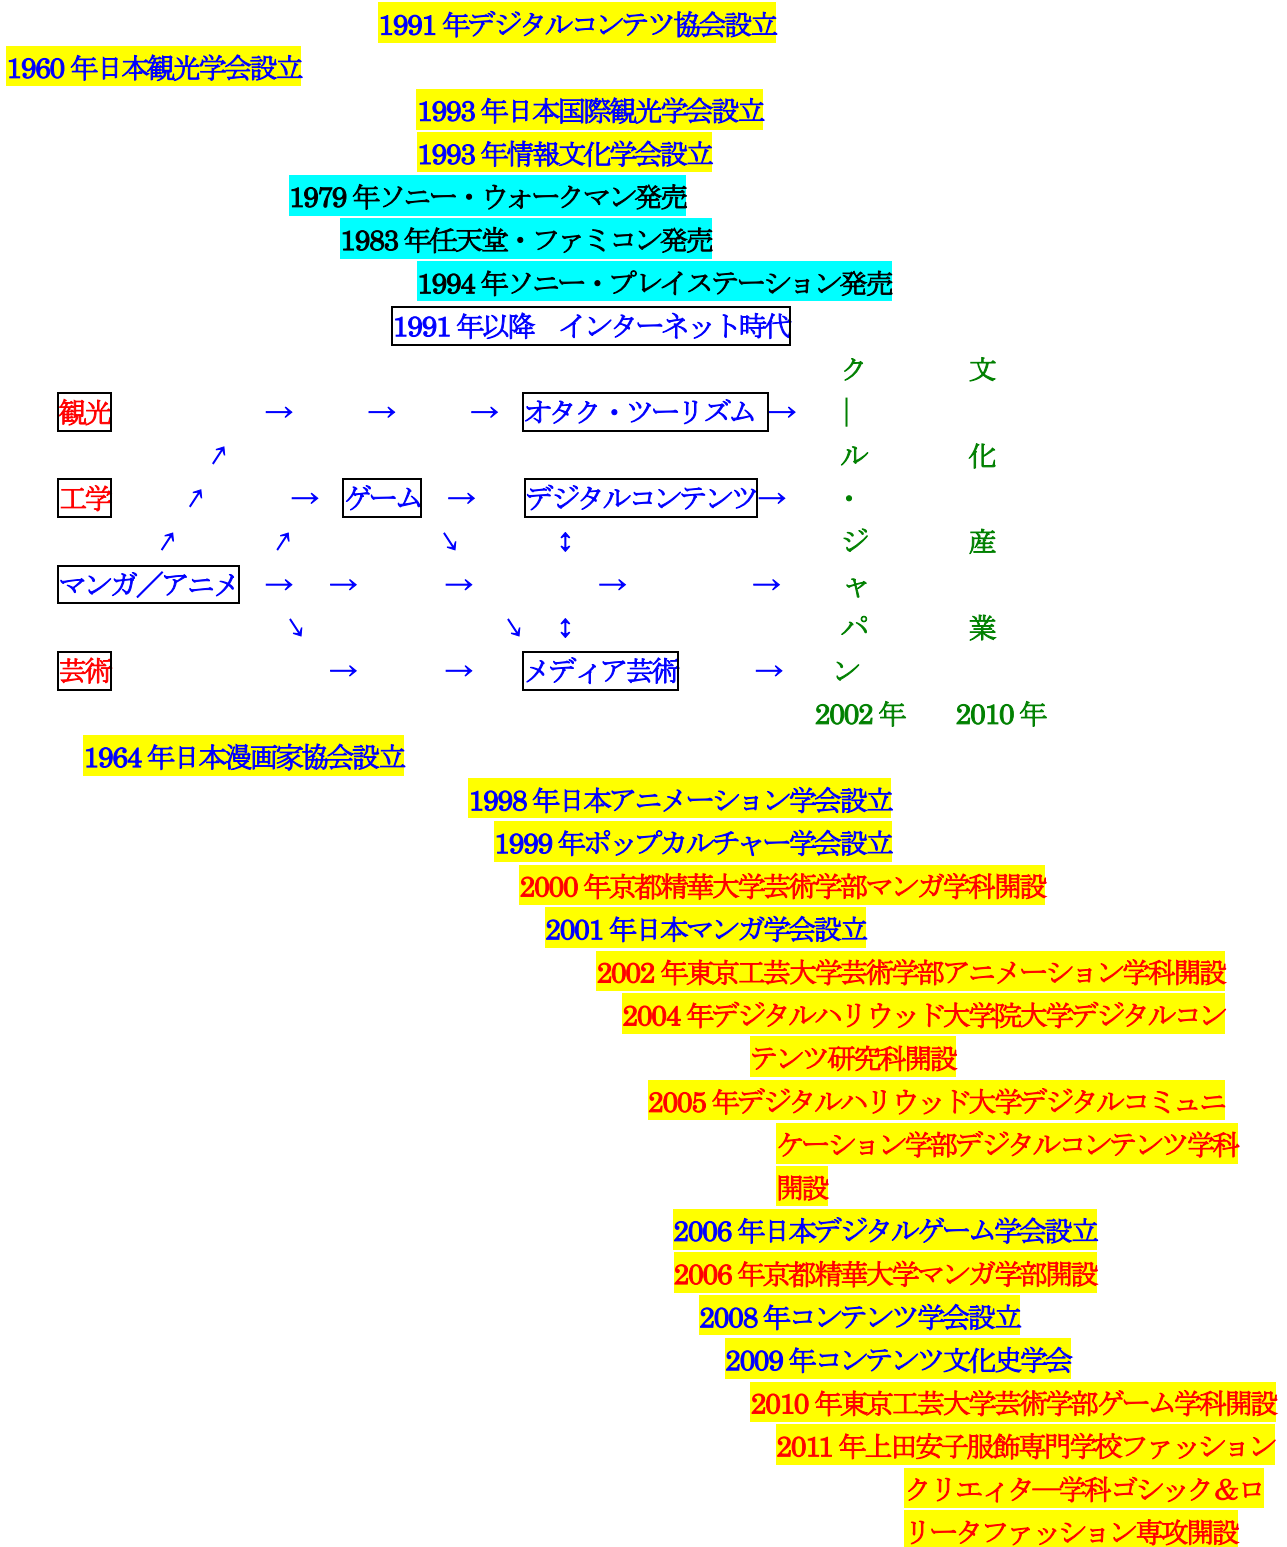 1991年デジタルコンテツ協会設立
1960年日本観光学会設立
1993年日本国際観光学会設立
1993年情報文化学会設立
1979年ソニー・ウォークマン発売
1983年任天堂・ファミコン発売
1994年ソニー・プレイステーション発売
1991年以降　インターネット時代
ク 文
観光 → → → オタク・ツーリズム → ｜
↗ ル 化
工学 ↗ → ゲーム → デジタルコンテンツ → ・
↗ ↗ ↘ ↕ ジ 産
マンガ／アニメ → → → → → ャ
↘ ↘ ↕ パ 業
芸術 → → メディア芸術 → ン
2002年 2010年
1964年日本漫画家協会設立
1998年日本アニメーション学会設立
1999年ポップカルチャー学会設立
2000年京都精華大学芸術学部マンガ学科開設
2001年日本マンガ学会設立
2002年東京工芸大学芸術学部アニメーション学科開設
2004年デジタルハリウッド大学院大学デジタルコン
テンツ研究科開設
2005年デジタルハリウッド大学デジタルコミュニ
ケーション学部デジタルコンテンツ学科
開設
2006年日本デジタルゲーム学会設立
2006年京都精華大学マンガ学部開設
2008年コンテンツ学会設立
2009年コンテンツ文化史学会
2010年東京工芸大学芸術学部ゲーム学科開設
2011年上田安子服飾専門学校ファッション
クリエィタ―学科ゴシック＆ロ
リータファッション専攻開設